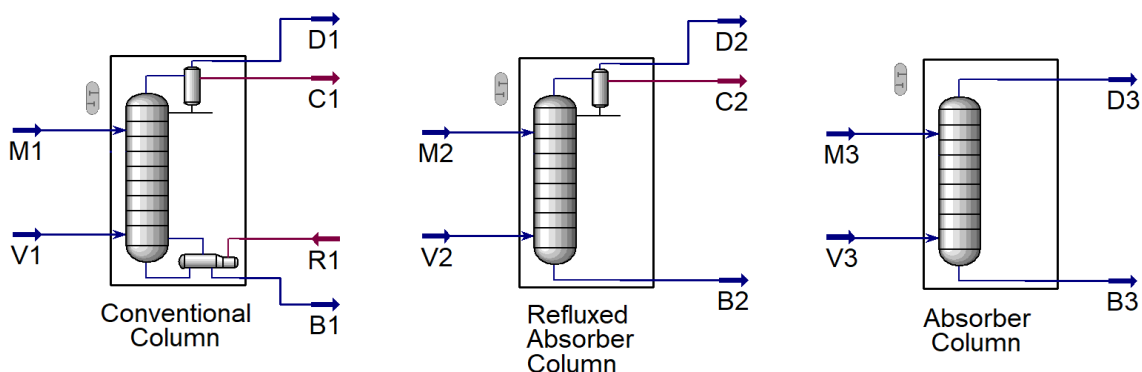 D1
C1
M1
V1
R1
B1
Conventional
Column
D2
C2
M2
V2
B2
Refluxed
Absorber
Column
D3
M3
V3
B3
Absorber
Column